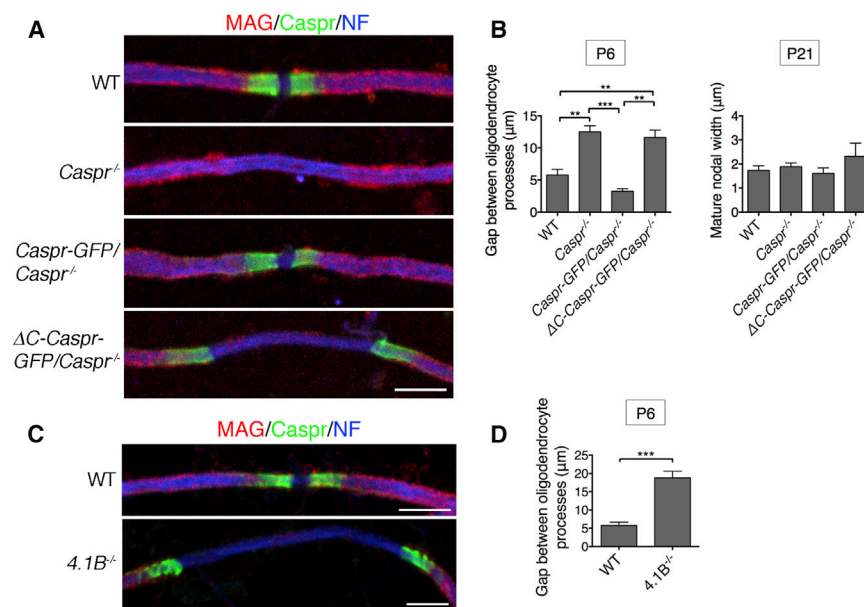 A
MAG/Caspr/NF
WT
Caspr-/-
Caspr-GFP/
Caspr-/-
ΔC-Caspr-
GFP/Caspr-/-
B
P6
Gap between oligodendrocyte
processes (μm)
15
10
5
0
**
**
***
**
WT
Caspr-/-
Caspr-GFP/Caspr-/-
ΔC-Caspr-GFP/Caspr-/-
P21
Mature nodal width (μm)
4
3
2
1
0
WT
Caspr-/-
Caspr-GFP/Caspr-/-
ΔC-Caspr-GFP/Caspr-/-
C
MAG/Caspr/NF
WT
4.1B-/-
D
P6
Gap between oligodendrocyte
processes (μm)
25
20
15
10
5
0
***
WT
4.1B-/-